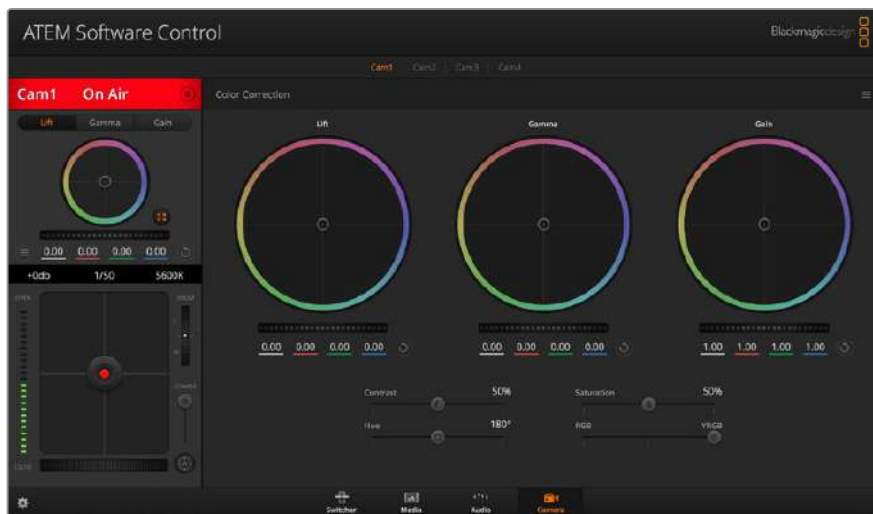 ATEM Software Control
Blackmagicdesign
Cam1 Cam2 Cam3 Cam4
Cam1 On Air
Color Correction
Lift Gamma Gain
Lift
Gamma
Gain
0.00 0.00 0.00 0.00
+0db 1/50 5600K
0.00 0.00 0.00 0.00
0.00 0.00 0.00 0.00
1.00 1.00 1.00 1.00
Contrast 50%
Saturation 50%
Hue 180°
RGB YRGB
Switcher Media Audio Camera